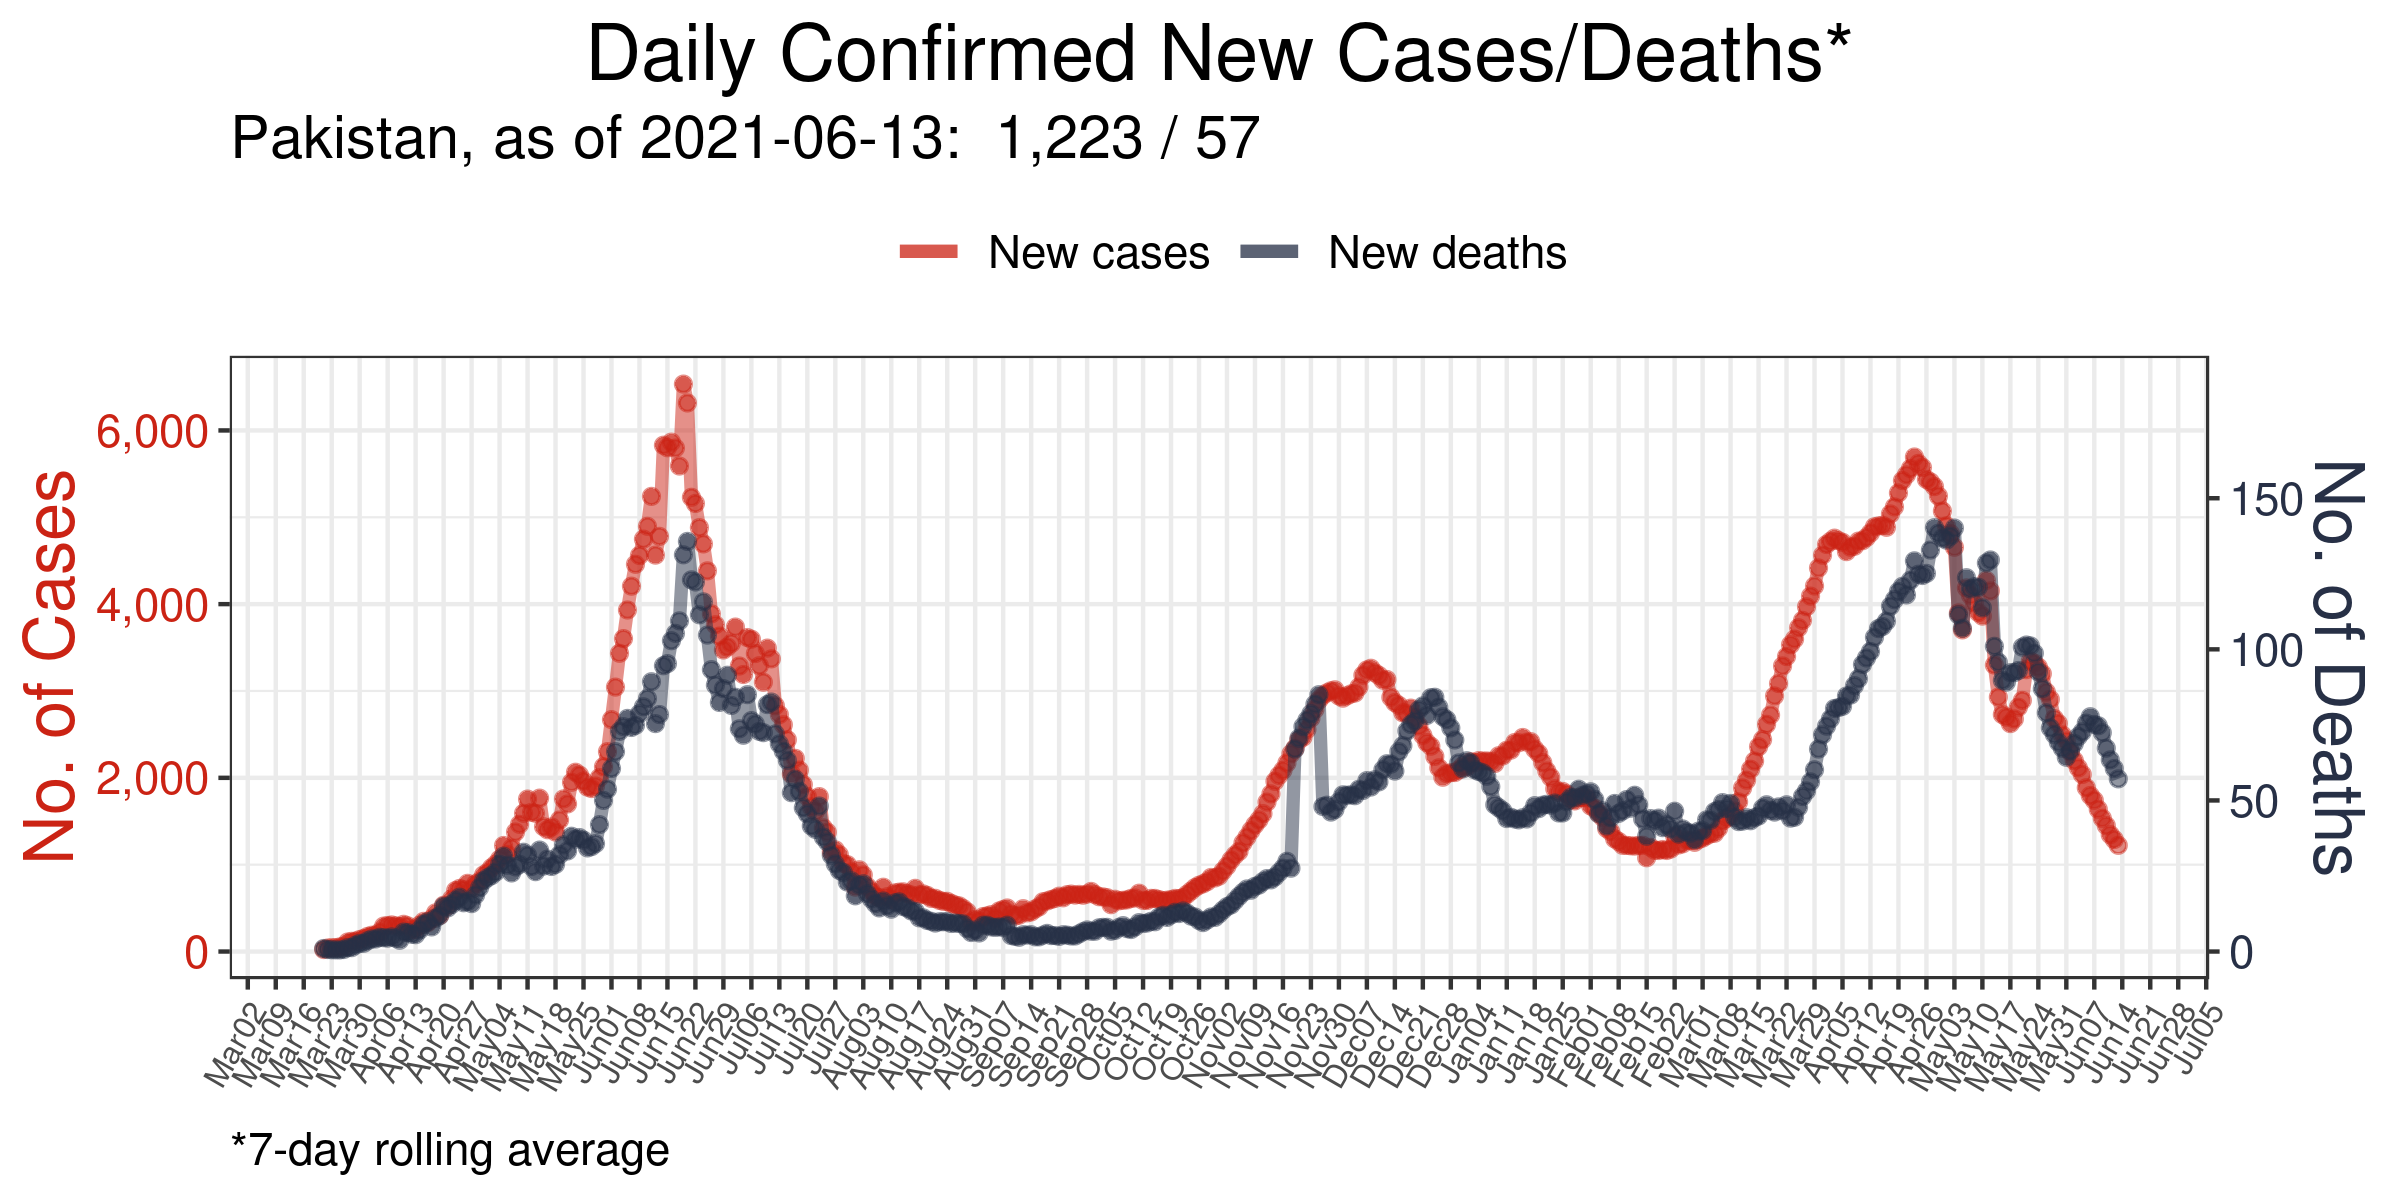 Daily Confirmed New Cases/Deaths*
Pakistan, as of 2021-06-13:  1,223 / 57
New cases
New deaths
No. of Cases
6,000
4,000
2,000
0
150
100
50
0
No. of Deaths
Mar02
Mar09
Mar16
Mar23
Mar30
Apr06
Apr13
Apr20
Apr27
May04
May11
May18
May25
Jun01
Jun08
Jun15
Jun22
Jun29
Jul06
Jul13
Jul20
Jul27
Aug03
Aug10
Aug17
Aug24
Aug31
Sep07
Sep14
Sep21
Sep28
Oct05
Oct12
Oct19
Oct26
Nov02
Nov09
Nov16
Nov23
Nov30
Dec07
Dec14
Dec21
Dec28
Jan04
Jan11
Jan18
Jan25
Feb01
Feb08
Feb15
Feb22
Mar01
Mar08
Mar15
Mar22
Mar29
Apr05
Apr12
Apr19
Apr26
May03
May10
May17
May24
May31
Jun07
Jun14
Jun21
Jun28
Jul05
*7-day rolling average